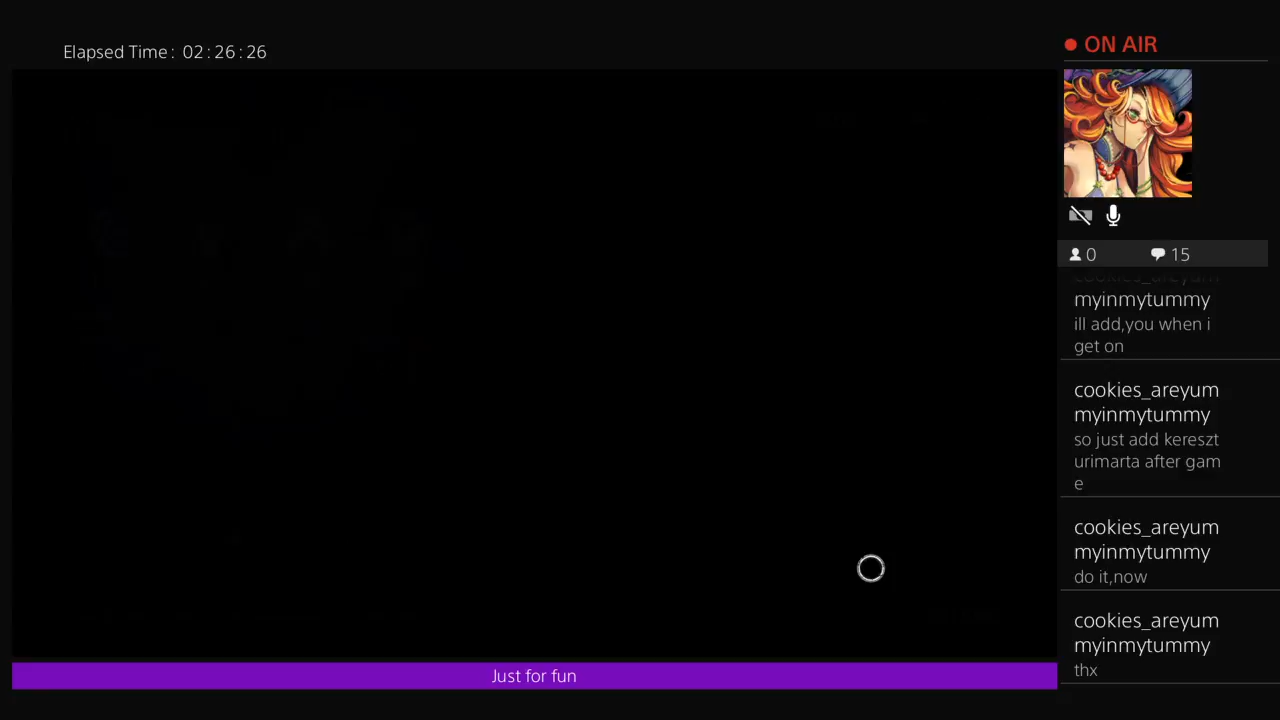 Elapsed Time: 02:26:26
ON AIR
0
15
myinmytummy
ill add,you when i
get on
cookies_areyum
myinmytummy
so just add kereszt
urimarta after gam
e
cookies_areyum
myinmytummy
do it,now
cookies_areyum
myinmytummy
thx
Just for fun